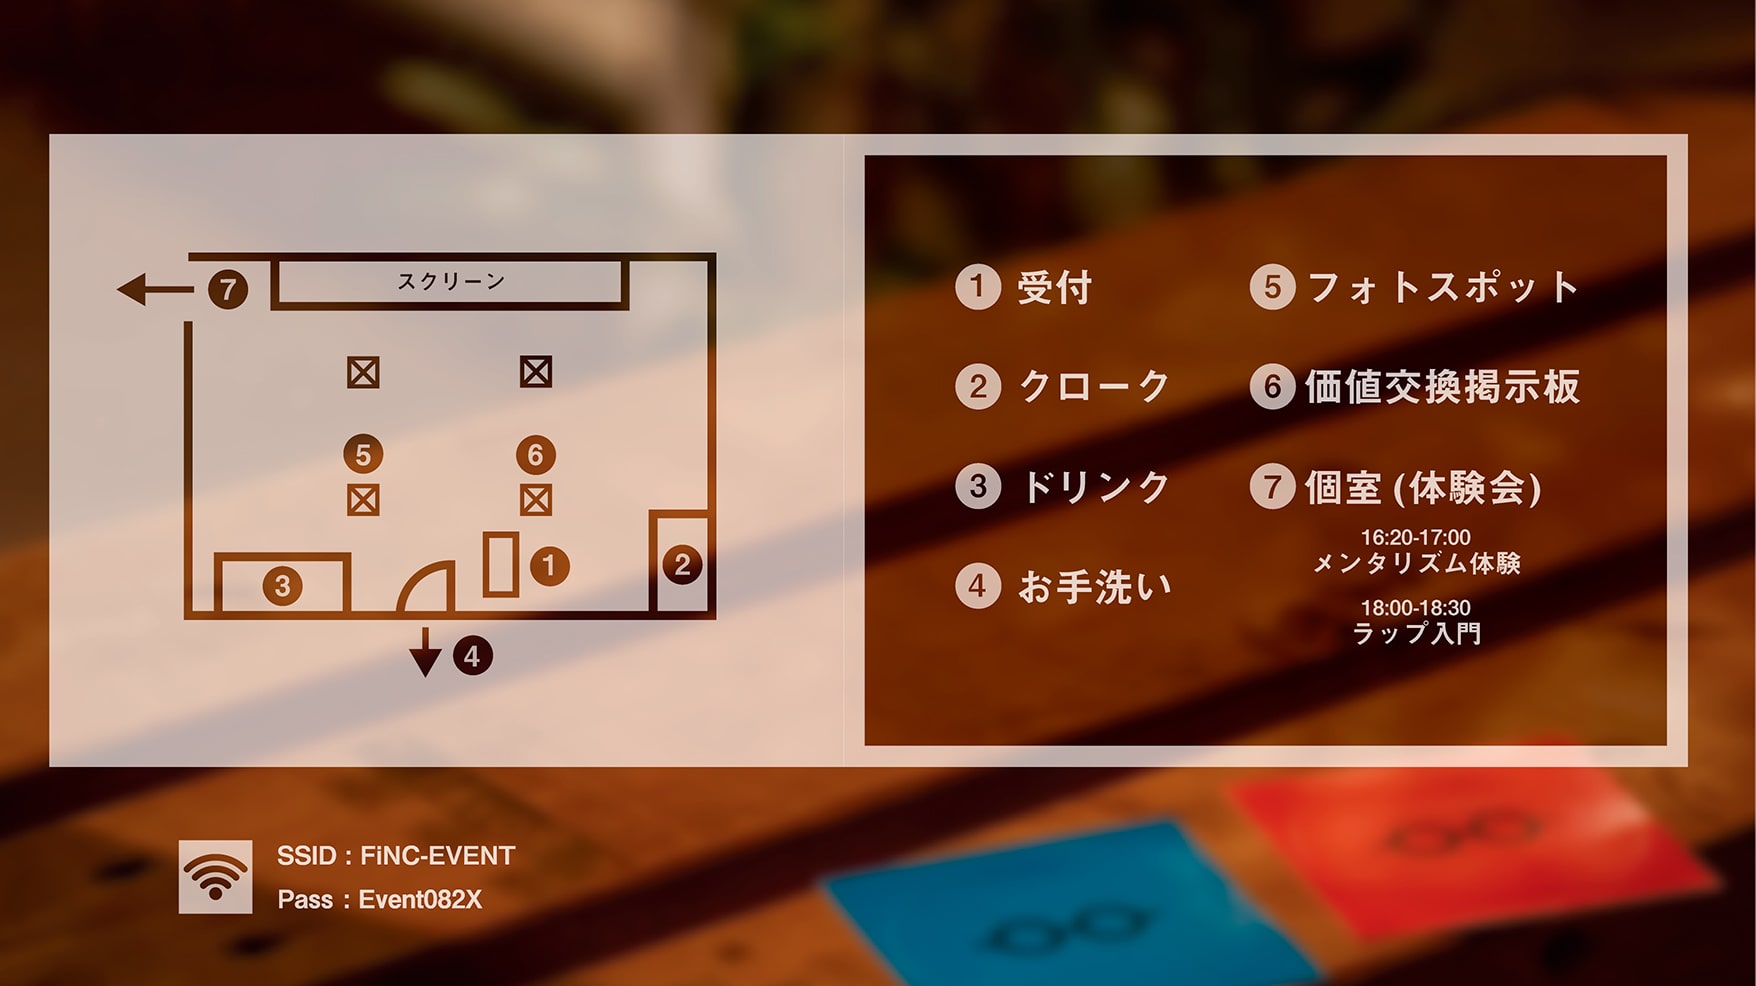 スクリーン
7
5
6
3
1
2
4
1 受付
2 クローク
3 ドリンク
4 お手洗い
5 フォトスポット
6 価値交換掲示板
7 個室 (体験会)
16:20-17:00
メンタリズム体験
18:00-18:30
ラップ入門
SSID : FiNC-EVENT
Pass : Event082X